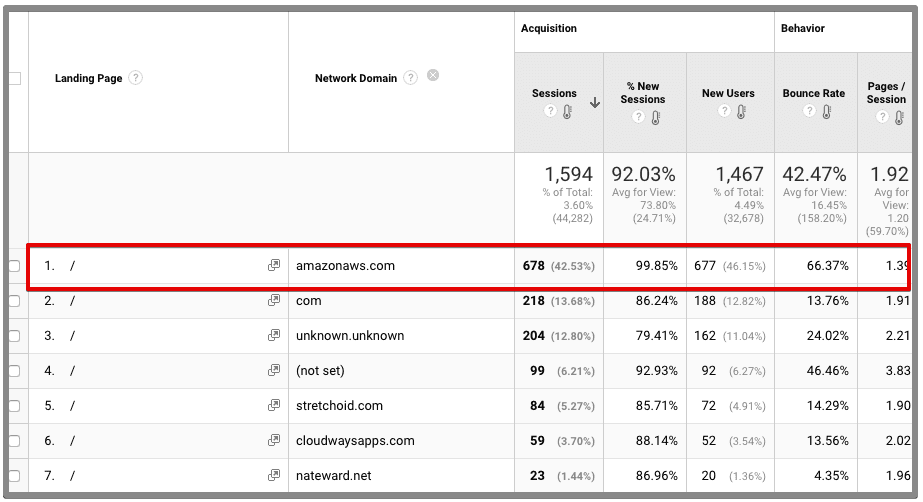 Acquisition Behavior
Landing Page ? Network Domain ? Sessions ? % New Sessions ? New Users ? Bounce Rate ? Pages / Session ?
1,594 92.03% 1,467 42.47% 1.92
% of Total: Avg for View: % of Total: Avg for View: Avg for
3.60% 73.80% 4.49% 16.45% View:
(44,282) (24.71%) (32,678) (158.20%) 1.20
(59.70%)
1. / amazonaws.com 678 (42.53%) 99.85% 677 (46.15%) 66.37% 1.39
2. / com 218 (13.68%) 86.24% 188 (12.82%) 13.76% 1.91
3. / unknown.unknown 204 (12.80%) 79.41% 162 (11.04%) 24.02% 2.21
4. / (not set) 99 (6.21%) 92.93% 92 (6.27%) 46.46% 3.83
5. / stretchoid.com 84 (5.27%) 85.71% 72 (4.91%) 14.29% 1.90
6. / cloudwaysapps.com 59 (3.70%) 88.14% 52 (3.54%) 13.56% 2.02
7. / nateward.net 23 (1.44%) 86.96% 20 (1.36%) 4.35% 1.96